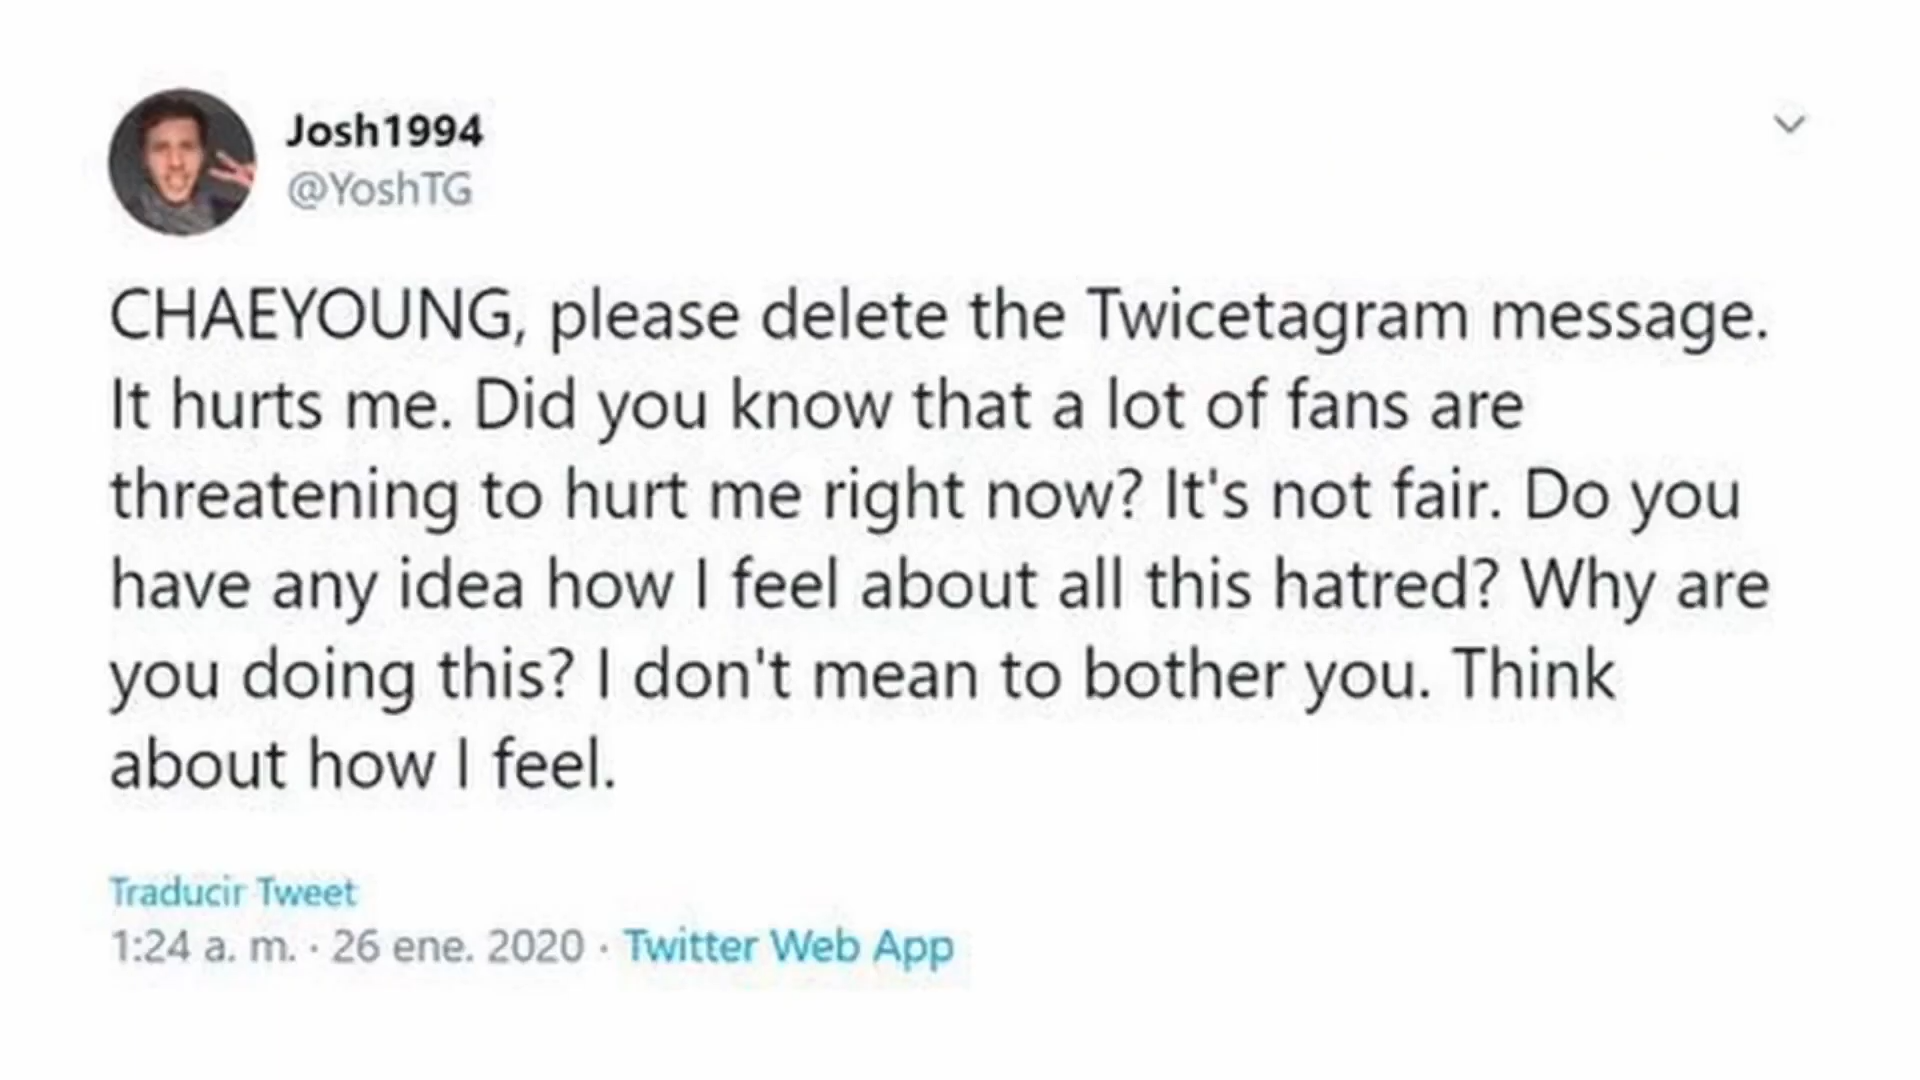 Josh1994
@YoshTG
CHAEYOUNG, please delete the Twicetagram message.
It hurts me. Did you know that a lot of fans are
threatening to hurt me right now? It's not fair. Do you
have any idea how I feel about all this hatred? Why are
you doing this? I don't mean to bother you. Think
about how I feel.
Traducir Tweet
1:24 a. m. · 26 ene. 2020 · Twitter Web App